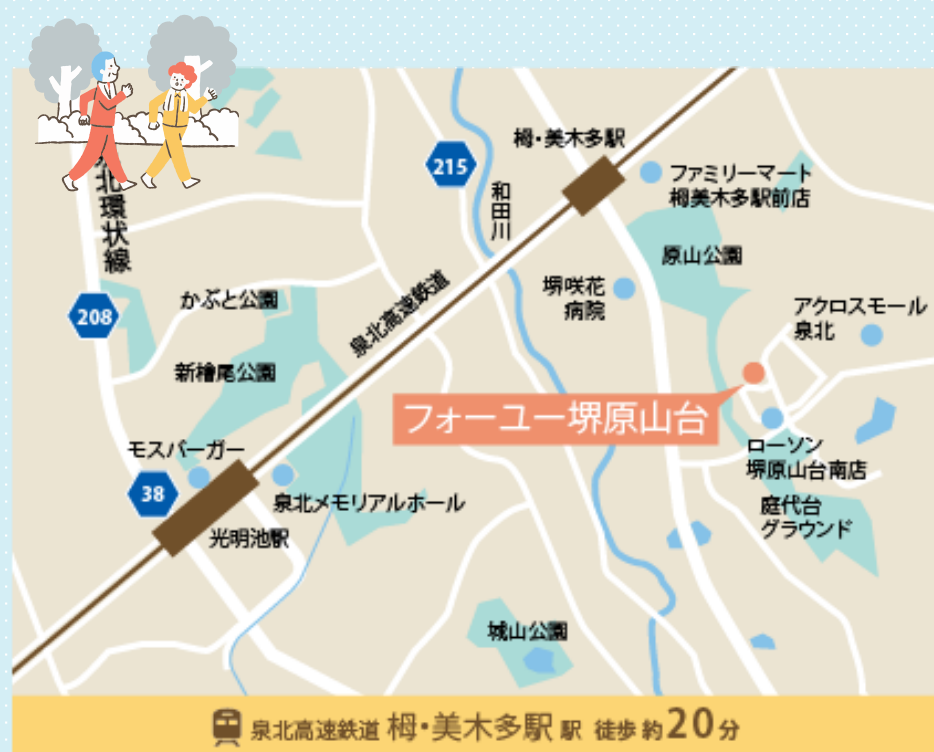 栂・美木多駅
215
ファミリーマート
栂美木多駅前店
和田川
泉北環状線
原山公園
堺咲花
病院
かぶと公園
アクロスモール
泉北
208
泉北高速鉄道
新檜尾公園
フォーユー堺原山台
モスバーガー
ローソン
堺原山台南店
38
泉北メモリアルホール
庭代台
グラウンド
光明池駅
城山公園
泉北高速鉄道 栂・美木多駅 駅 徒歩 約20分